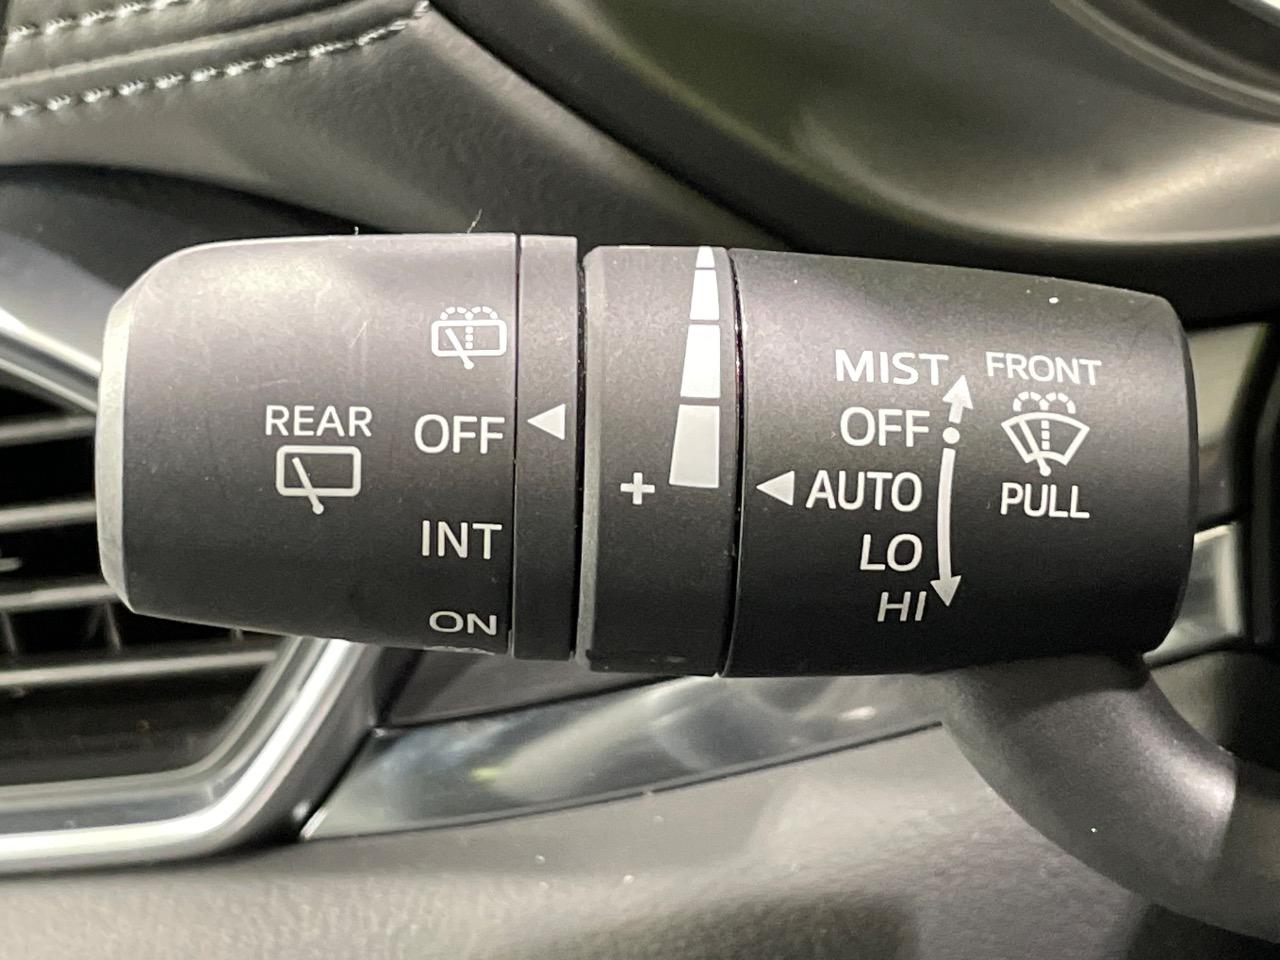 REAR
OFF
INT
ON
+
MIST
OFF
AUTO
LO
HI
FRONT
PULL